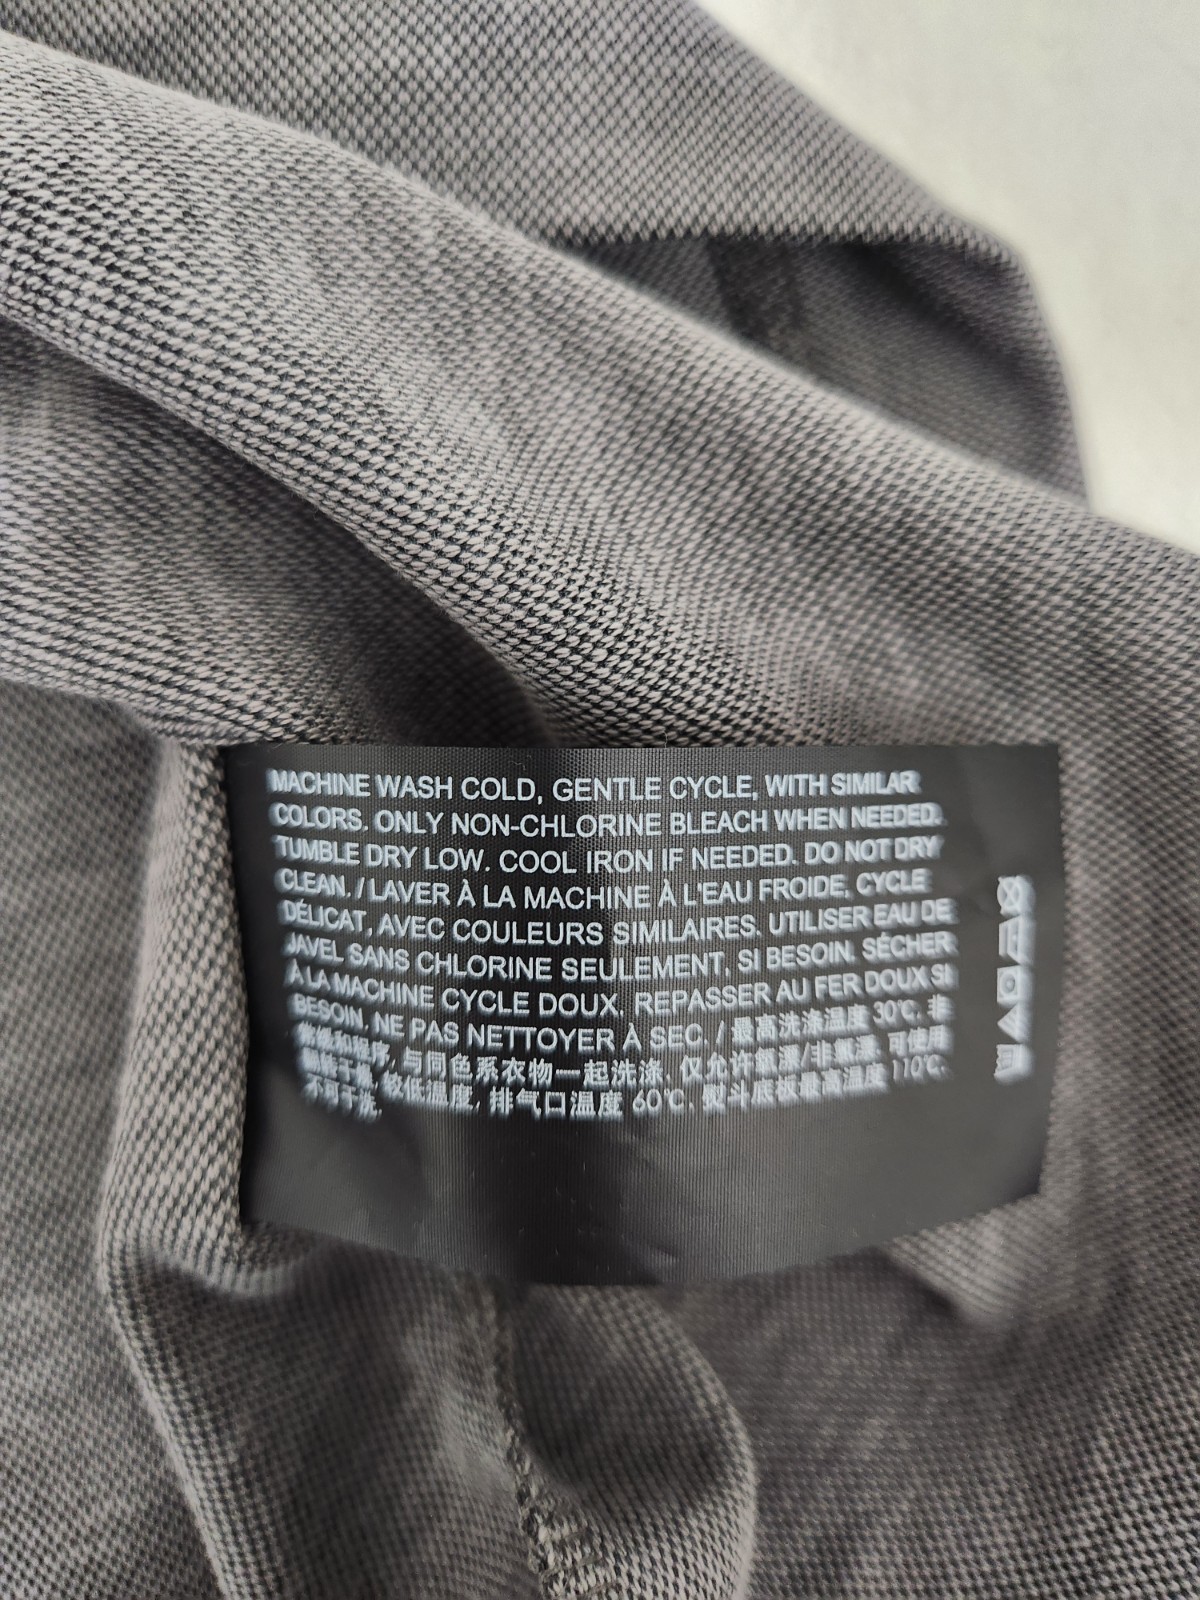 MACHINE WASH COLD, GENTLE CYCLE, WITH SIMILAR
COLORS. ONLY NON-CHLORINE BLEACH WHEN NEEDED.
TUMBLE DRY LOW. COOL IRON IF NEEDED. DO NOT DRY
CLEAN. / LAVER À LA MACHINE À L'EAU FROIDE, CYCLE
DÉLICAT, AVEC COULEURS SIMILAIRES. UTILISER EAU DE
JAVEL SANS CHLORINE SEULEMENT, SI BESOIN. SÉCHER
À LA MACHINE CYCLE DOUX. REPASSER AU FER DOUX SI
BESOIN. NE PAS NETTOYER À SEC. / 最高洗涤温度 30℃, 非
程序, 与同色系衣物一起洗涤, 仅允许氧漂/非氯漂, 可使用
较低温度, 排气口温度 60℃, 熨斗底板最高温度 110℃,
不可干洗.